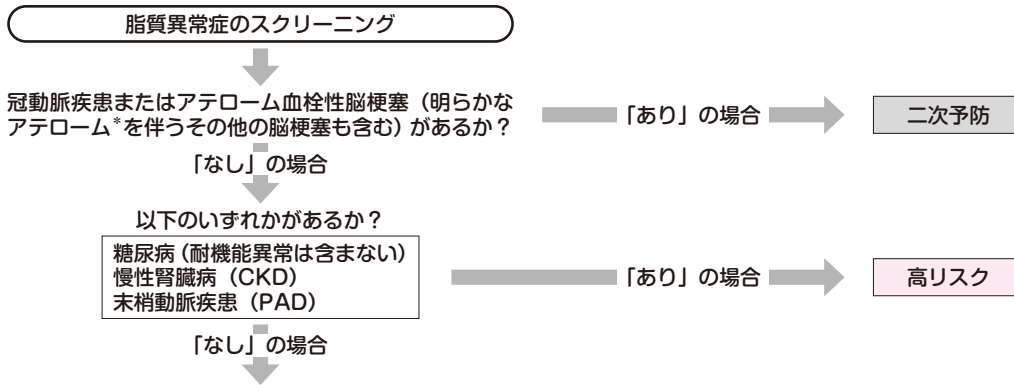 脂質異常症のスクリーニング
冠動脈疾患またはアテローム血栓性脳梗塞（明らかな
アテローム*を伴うその他の脳梗塞も含む）があるか？
「あり」の場合
二次予防
「なし」の場合
以下のいずれかがあるか？
糖尿病（耐機能異常は含まない）
慢性腎臓病（CKD）
末梢動脈疾患（PAD）
「あり」の場合
高リスク
「なし」の場合